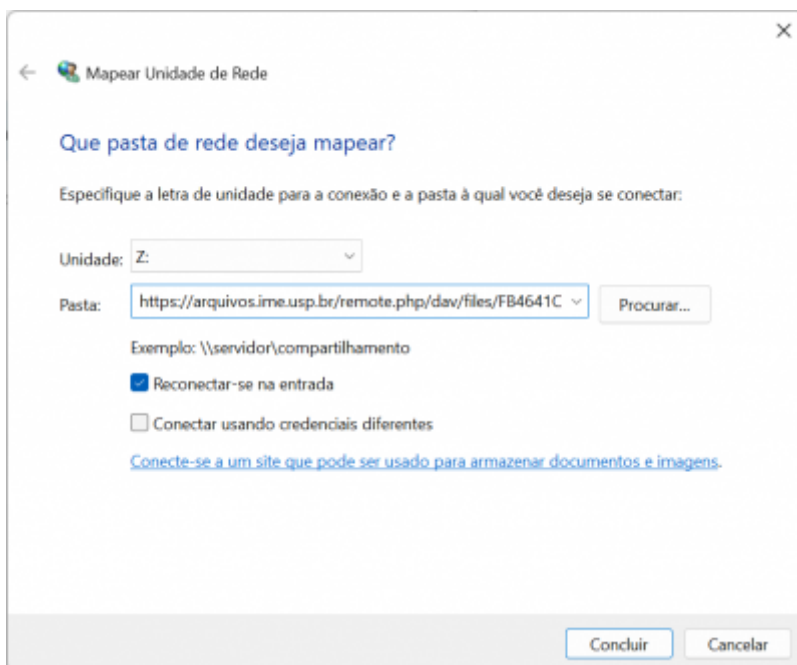 Mapear Unidade de Rede
Que pasta de rede deseja mapear?
Especifique a letra de unidade para a conexão e a pasta à qual você deseja se conectar:
Unidade: Z:
Pasta: https://arquivos.ime.usp.br/remote.php/dav/files/FB4641C Procurar...
Exemplo: \\servidor\compartilhamento
Reconectar-se na entrada
Conectar usando credenciais diferentes
Conecte-se a um site que pode ser usado para armazenar documentos e imagens.
Concluir Cancelar